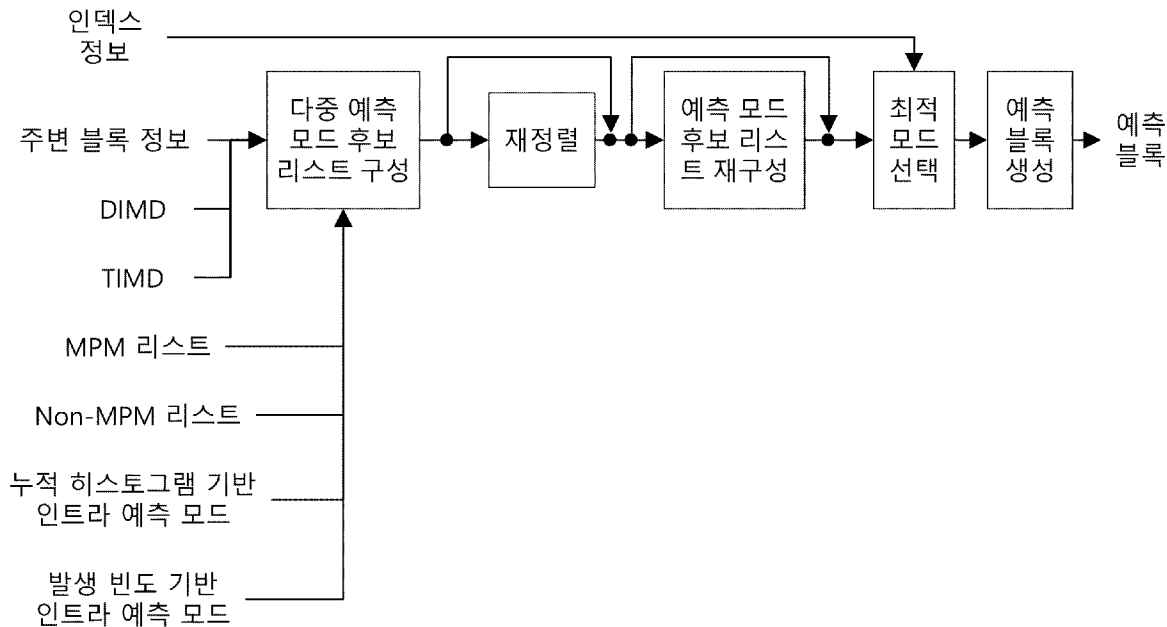 인덱스
정보
다중 예측
모드 후보
리스트 구성
재정렬
예측 모드
후보 리스
트 재구성
최적
모드
선택
예측
블록
생성
예측
블록
주변 블록 정보
DIMD
TIMD
MPM 리스트
Non-MPM 리스트
누적 히스토그램 기반
인트라 예측 모드
발생 빈도 기반
인트라 예측 모드